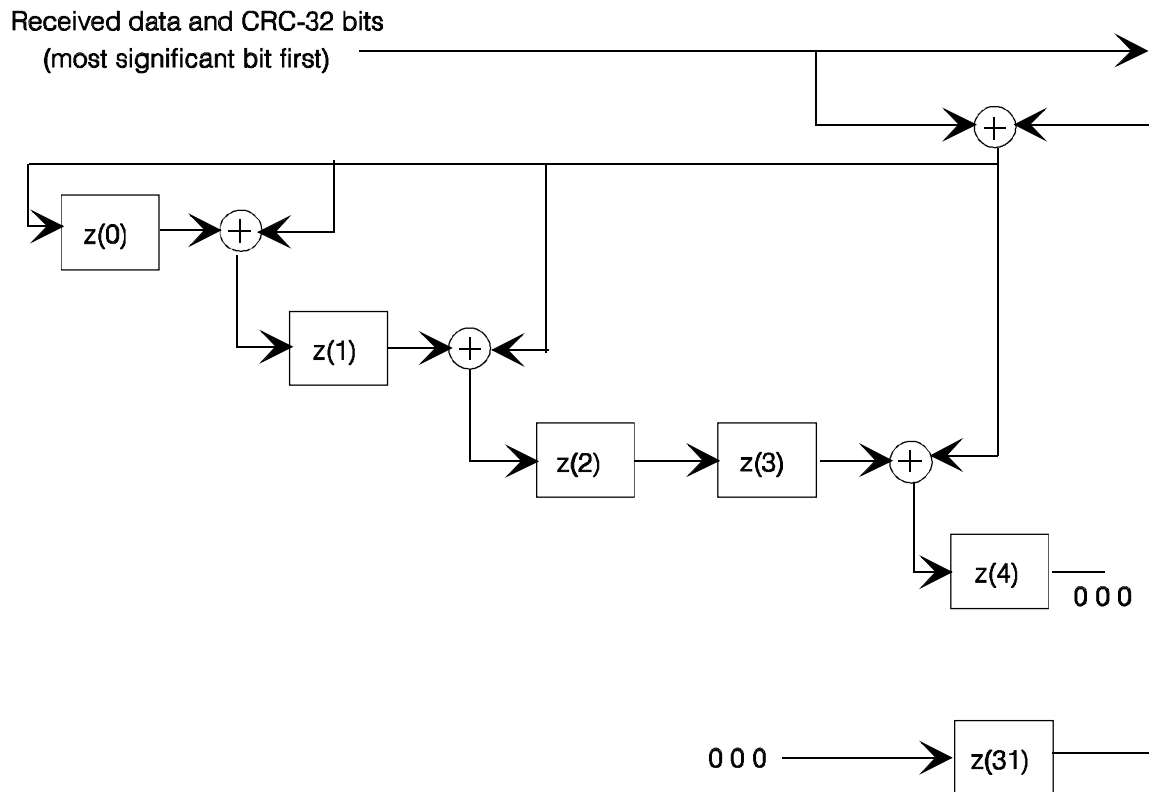 Received data and CRC-32 bits
(most significant bit first)
+
z(0)
+
z(1)
+
z(2)
z(3)
+
z(4)
0 0 0
0 0 0
z(31)